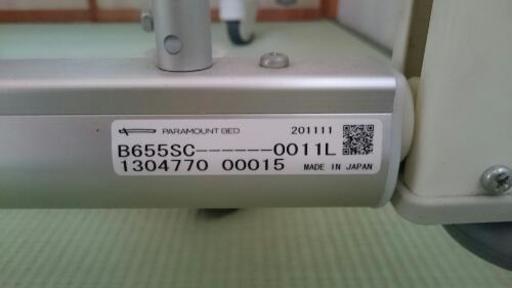 PARAMOUNT BED 201111
B655SC------0011L
1304770 00015 MADE IN JAPAN